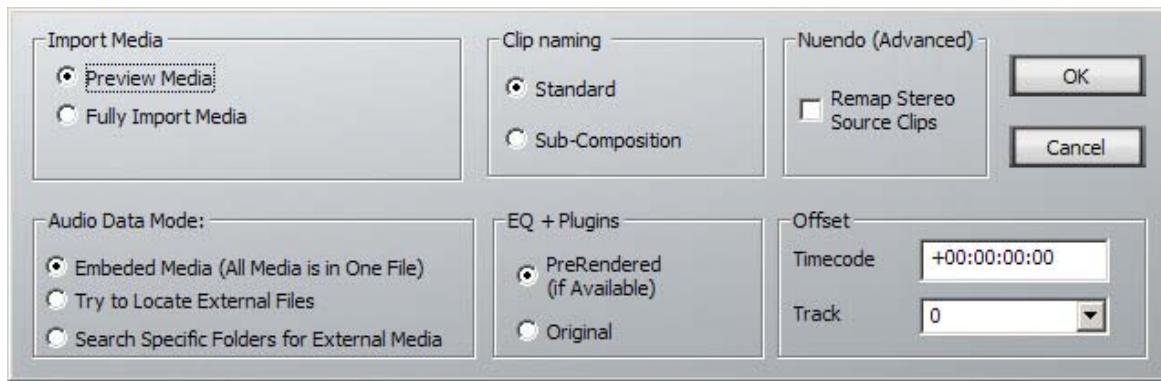 Import Media
Preview Media
Fully Import Media
Clip naming
Standard
Sub-Composition
Nuendo (Advanced)
Remap Stereo
Source Clips
OK
Cancel
Audio Data Mode:
Embeded Media (All Media is in One File)
Try to Locate External Files
Search Specific Folders for External Media
EQ + Plugins
PreRendered
(if Available)
Original
Offset
Timecode
+00:00:00:00
Track
0